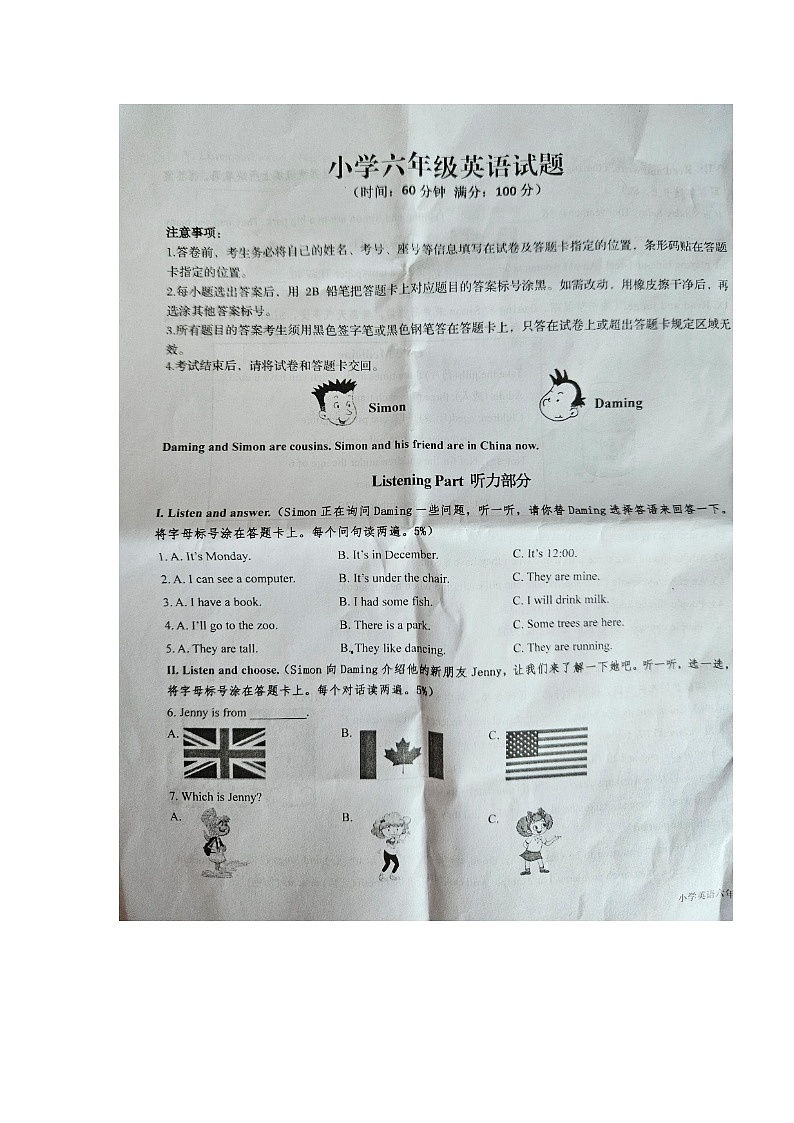 小学六年级英语试题
（时间：60分钟 满分：100分）
注意事项：
1.答卷前，考生务必将自己的姓名、考号、座号等信息填写在试卷及答题卡指定的位置，条形码贴在答题
卡指定的位置。
2.每小题选出答案后，用 2B 铅笔把答题卡上对应题目的答案标号涂黑。如需改动，用橡皮擦干净后，再
选涂其他答案标号。
3.所有题目的答案考生须用黑色签字笔或黑色钢笔答在答题卡上，只答在试卷上或超出答题卡规定区域无
效。
4.考试结束后，请将试卷和答题卡交回。
Simon Daming
Daming and Simon are cousins. Simon and his friend are in China now.
Listening Part 听力部分
I. Listen and answer.（Simon 正在询问 Daming 一些问题，听一听，请你替 Daming 选择答语来回答一下。
将字母标号涂在答题卡上。每个问句读两遍。5%）
1. A. It's Monday. B. It's in December. C. It's 12:00.
2. A. I can see a computer. B. It's under the chair. C. They are mine.
3. A. I have a book. B. I had some fish. C. I will drink milk.
4. A. I'll go to the zoo. B. There is a park. C. Some trees are here.
5. A. They are tall. B. They like dancing. C. They are running.
II. Listen and choose.（Simon 向 Daming 介绍他的新朋友 Jenny，让我们来了解一下她吧。听一听，选一选，
将字母标号涂在答题卡上。每个对话读两遍。5%）
6. Jenny is from ________.
A. B. C.
7. Which is Jenny?
A. B. C.
小学英语六年